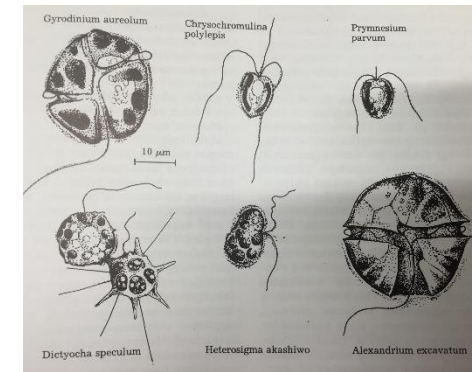 Gyrodinium aureolum
Chrysochromulina
polylepis
Prymnesium
parvum
10 μm
Dictyocha speculum
Heterosigma akashiwo
Alexandrium excavatum